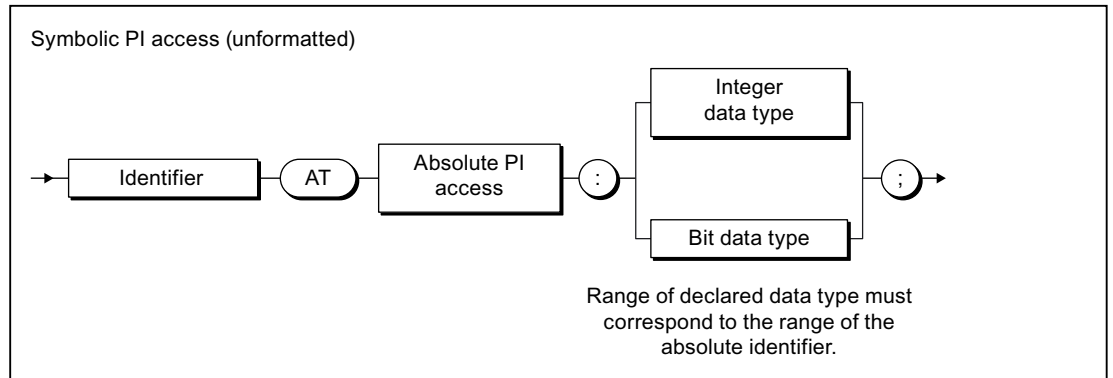 Symbolic PI access (unformatted)
Integer
data type
Identifier
AT
Absolute PI
access
:
;
Bit data type
Range of declared data type must
correspond to the range of the
absolute identifier.